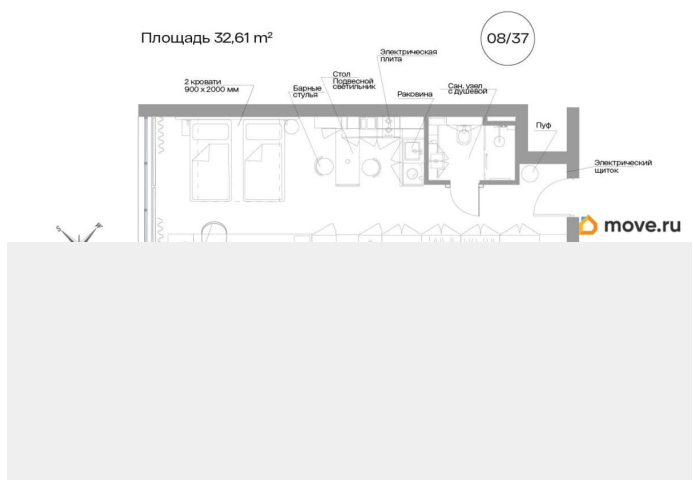 Площадь 32,61 m²
08/37
Электрическая
плита
Стол
Подвесной
светильник
2 кровати
900 x 2000 мм
Барные
стулья
Раковина
Сан. узел
с душевой
Пуф
Электрический
щиток
move.ru